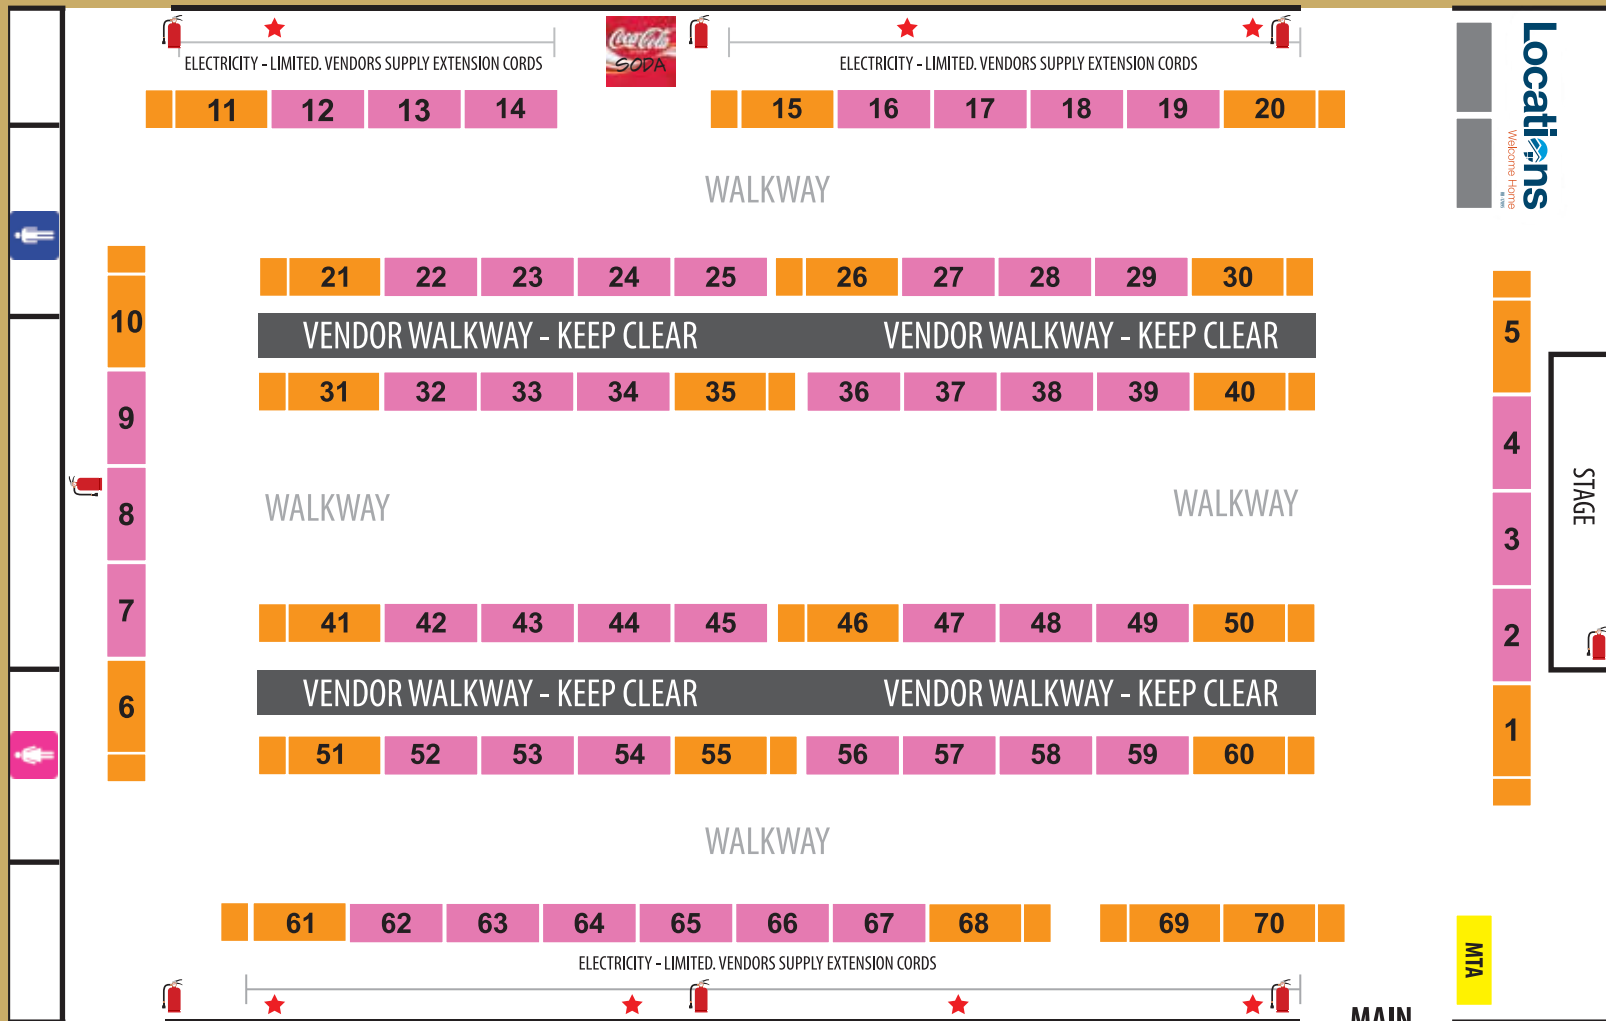 Coca-Cola
SODA
ELECTRICITY - LIMITED. VENDORS SUPPLY EXTENSION CORDS
ELECTRICITY - LIMITED. VENDORS SUPPLY EXTENSION CORDS
Locations
Welcome Home
11 12 13 14 15 16 17 18 19 20
WALKWAY
21 22 23 24 25 26 27 28 29 30
VENDOR WALKWAY - KEEP CLEAR VENDOR WALKWAY - KEEP CLEAR
31 32 33 34 35 36 37 38 39 40
10
9
8
7
6
5
4
3
2
1
STAGE
WALKWAY WALKWAY
41 42 43 44 45 46 47 48 49 50
VENDOR WALKWAY - KEEP CLEAR VENDOR WALKWAY - KEEP CLEAR
51 52 53 54 55 56 57 58 59 60
WALKWAY
61 62 63 64 65 66 67 68 69 70
ELECTRICITY - LIMITED. VENDORS SUPPLY EXTENSION CORDS
MTA
MAIN